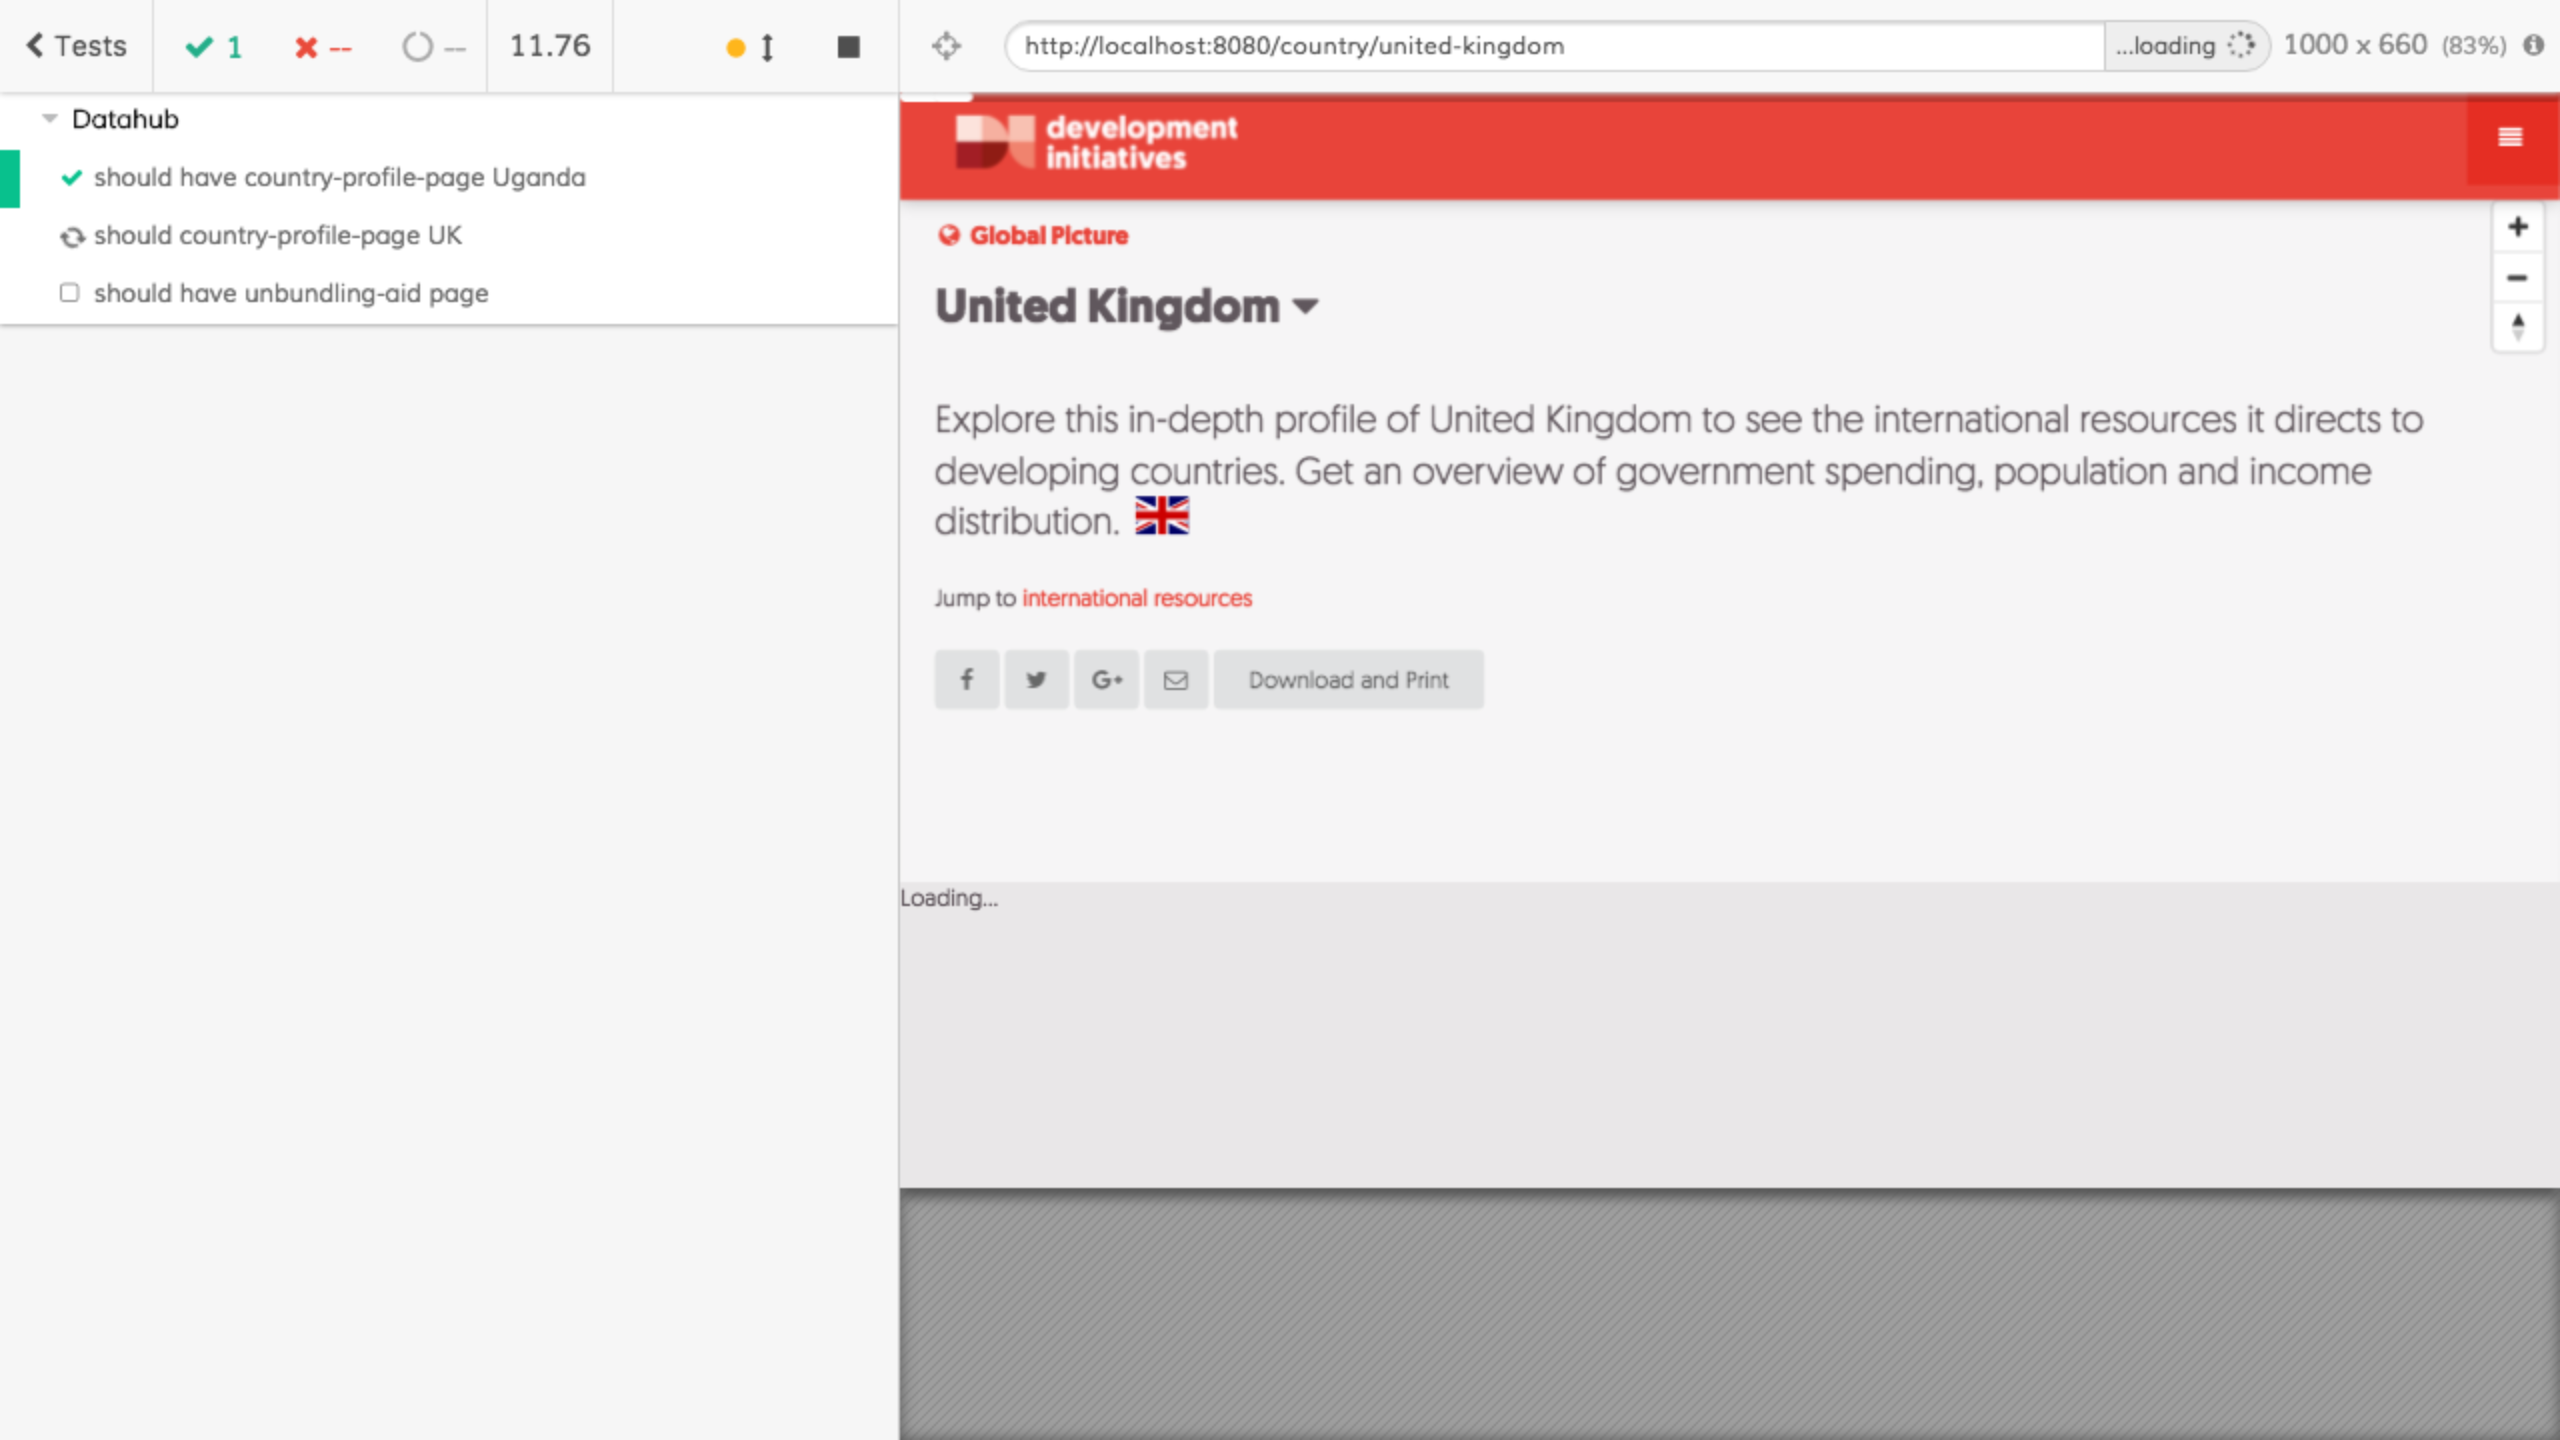 Tests
1
--
--
11.76
http://localhost:8080/country/united-kingdom
...loading
1000 x 660 (83%)
Datahub
should have country-profile-page Uganda
should country-profile-page UK
should have unbundling-aid page
development
initiatives
Global Picture
United Kingdom
Explore this in-depth profile of United Kingdom to see the international resources it directs to
developing countries. Get an overview of government spending, population and income
distribution.
Jump to international resources
Download and Print
Loading...